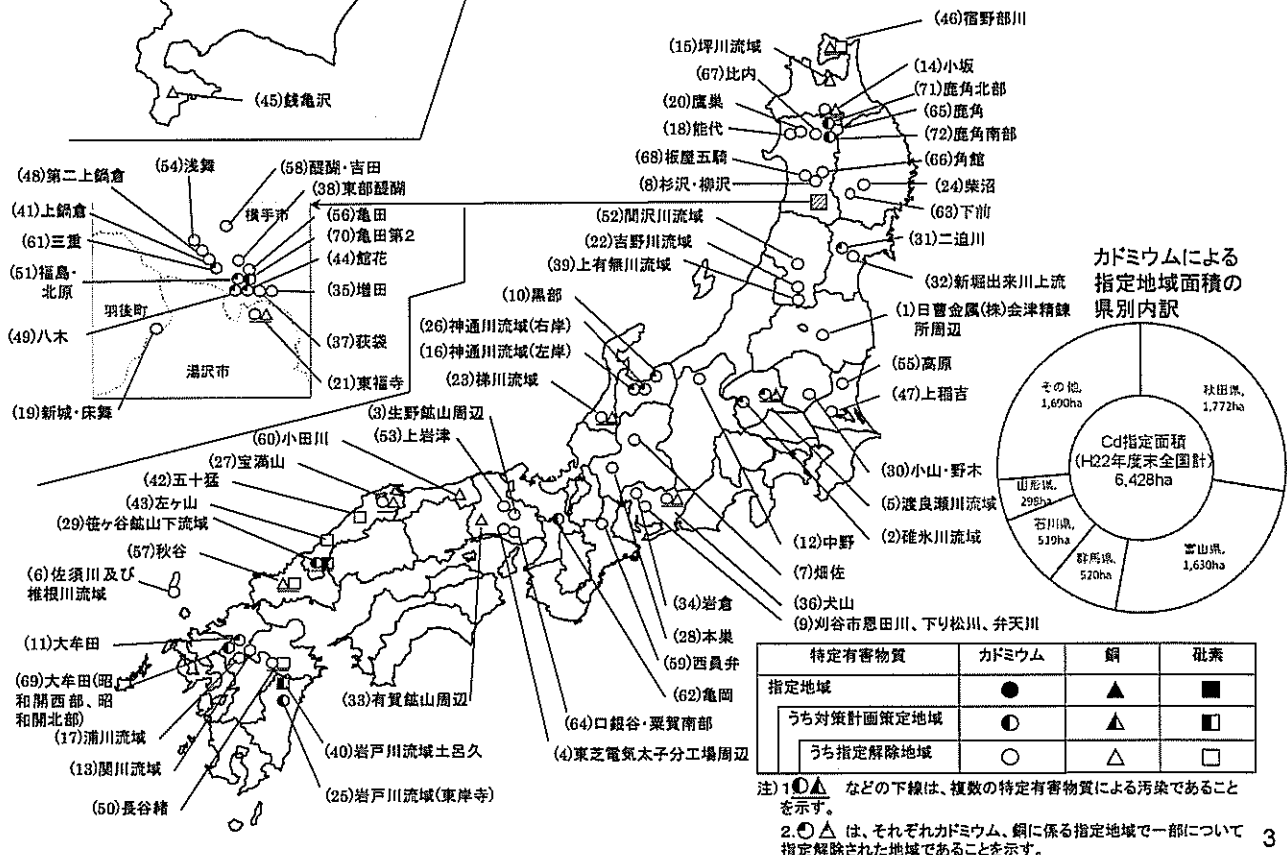 (45)銭亀沢
(46)宿野部川
(15)坪川流域
(67)比内
(20)鷹巣
(18)能代
(68)板屋五騎
(8)杉沢・柳沢
(14)小坂
(71)鹿角北部
(65)鹿角
(72)鹿角南部
(66)角館
(24)柴沼
(63)下前
(52)関沢川流域
(22)吉野川流域
(39)上有無川流域
(31)二迫川
(32)新堀出来川上流
(54)浅舞
(58)醍醐・吉田
(48)第二上鍋倉
(38)東部醍醐
横手市
(41)上鍋倉
(56)亀田
(61)三重
(70)亀田第2
(51)福島・
北原
(44)館花
羽後町
(35)増田
(49)八木
(37)荻袋
湯沢市
(21)東福寺
(19)新城・床舞
(10)黒部
(26)神通川流域(右岸)
(16)神通川流域(左岸)
(23)梯川流域
(1)日曹金属(株)会津精錬
所周辺
(55)高原
(47)上稲吉
(3)生野鉱山周辺
(60)小田川
(53)上岩津
(27)宝満山
(42)五十猛
(43)左ヶ山
(29)笹ヶ谷鉱山下流域
(57)秋谷
(6)佐須川及び
椎根川流域
(30)小山・野木
(5)渡良瀬川流域
(2)碓氷川流域
(12)中野
(7)畑佐
(36)犬山
(34)岩倉
(9)刈谷市恩田川、下り松川、弁天川
(28)本巣
(59)西員弁
(62)亀岡
(11)大牟田
(69)大牟田(昭
和開西部、昭
和開北部)
(33)有賀鉱山周辺
(64)口銀谷・粟賀南部
(17)浦川流域
(40)岩戸川流域土呂久
(4)東芝電気太子分工場周辺
(13)関川流域
(50)長谷緒
(25)岩戸川流域(東岸寺)
カドミウムによる
指定地域面積の
県別内訳
その他,
1,690ha
秋田県,
1,772ha
Cd指定面積
(H22年度末全国計)
6,428ha
山形県,
石川県,
519ha
群馬県,
520ha
富山県,
1,630ha
特定有害物質 カドミウム 銅 砒素
指定地域 ● ▲ ■
うち対策計画策定地域
うち指定解除地域 ○ △ □
注) 1 などの下線は、複数の特定有害物質による汚染であること
を示す。
2. は、それぞれカドミウム、銅に係る指定地域で一部について
指定解除された地域であることを示す。
3